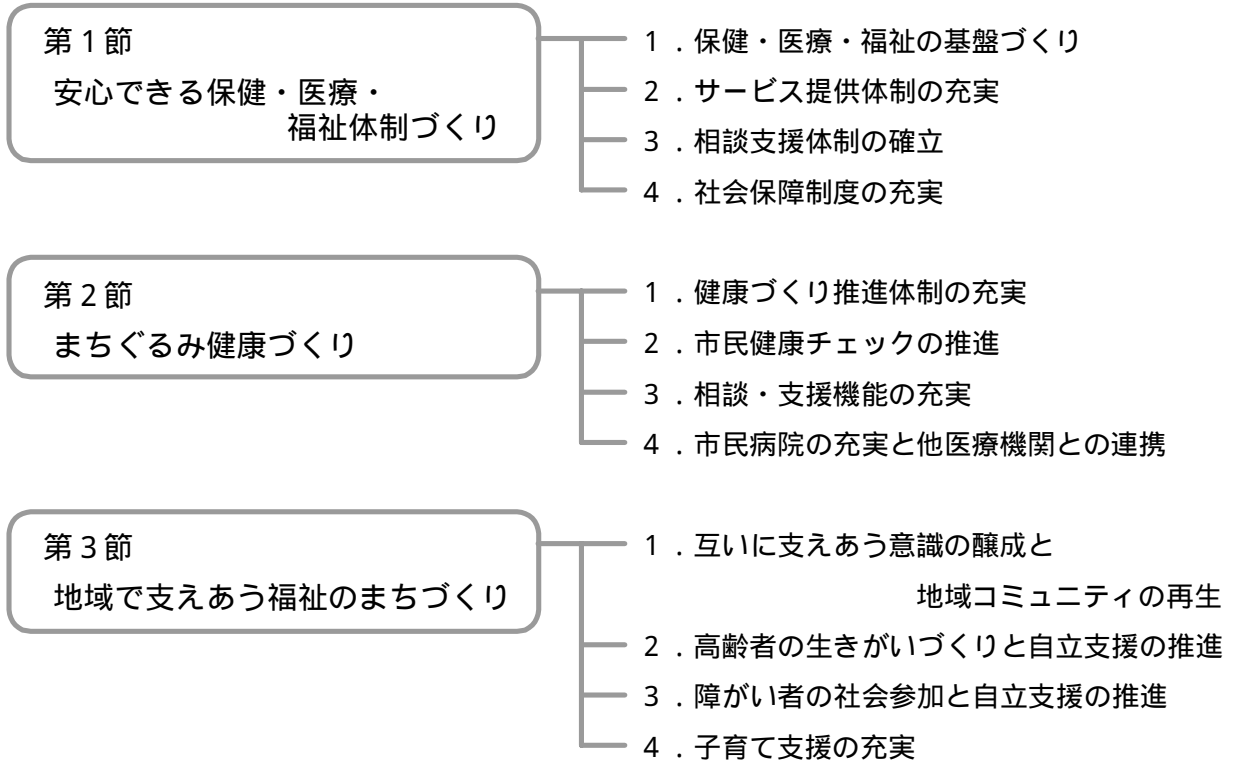 第1節
安心できる保健・医療・
福祉体制づくり
1．保健・医療・福祉の基盤づくり
2．サービス提供体制の充実
3．相談支援体制の確立
4．社会保障制度の充実
第2節
まちぐるみ健康づくり
1．健康づくり推進体制の充実
2．市民健康チェックの推進
3．相談・支援機能の充実
4．市民病院の充実と他医療機関との連携
第3節
地域で支えあう福祉のまちづくり
1．互いに支えあう意識の醸成と
地域コミュニティの再生
2．高齢者の生きがいづくりと自立支援の推進
3．障がい者の社会参加と自立支援の推進
4．子育て支援の充実